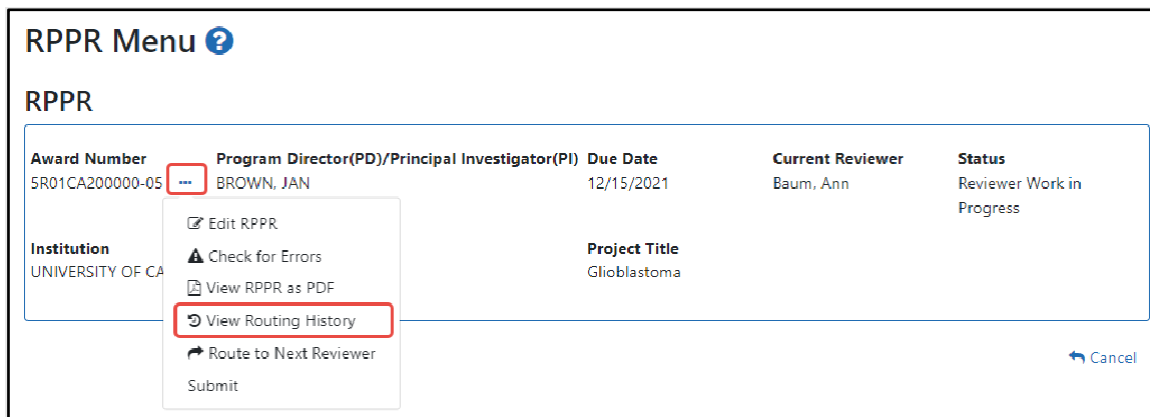 RPPR Menu ?
RPPR
Award Number Program Director(PD)/Principal Investigator(PI) Due Date Current Reviewer Status
5R01CA200000-05 ... BROWN, JAN 12/15/2021 Baum, Ann Reviewer Work in
Progress
Edit RPPR
Institution Project Title
UNIVERSITY OF CA Glioblastoma
Check for Errors
View RPPR as PDF
View Routing History
Route to Next Reviewer
Submit
Cancel